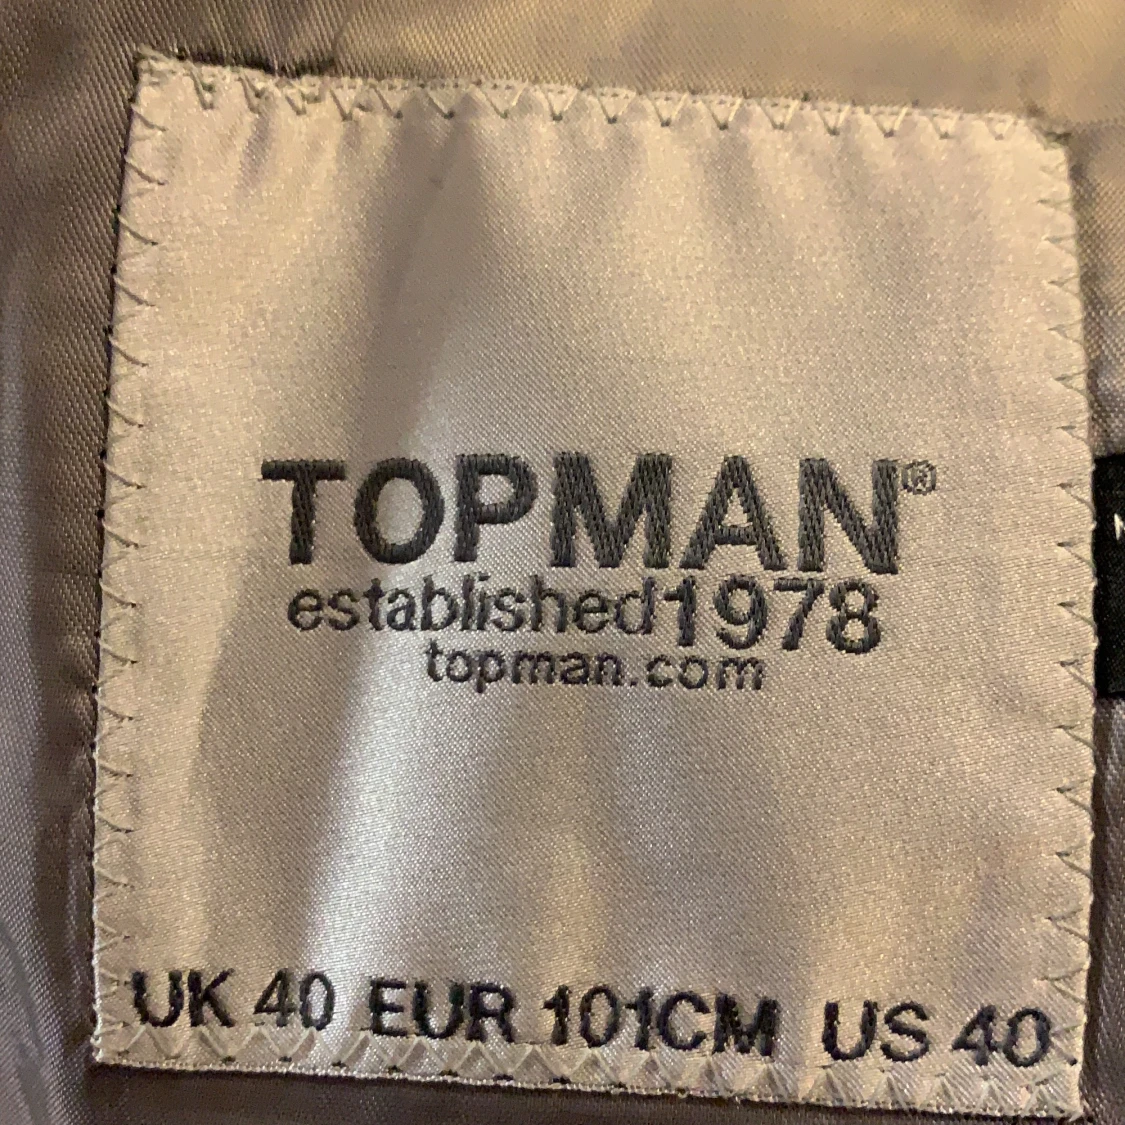 TOPMAN®
established1978
topman.com
UK 40 EUR 101CM US 40